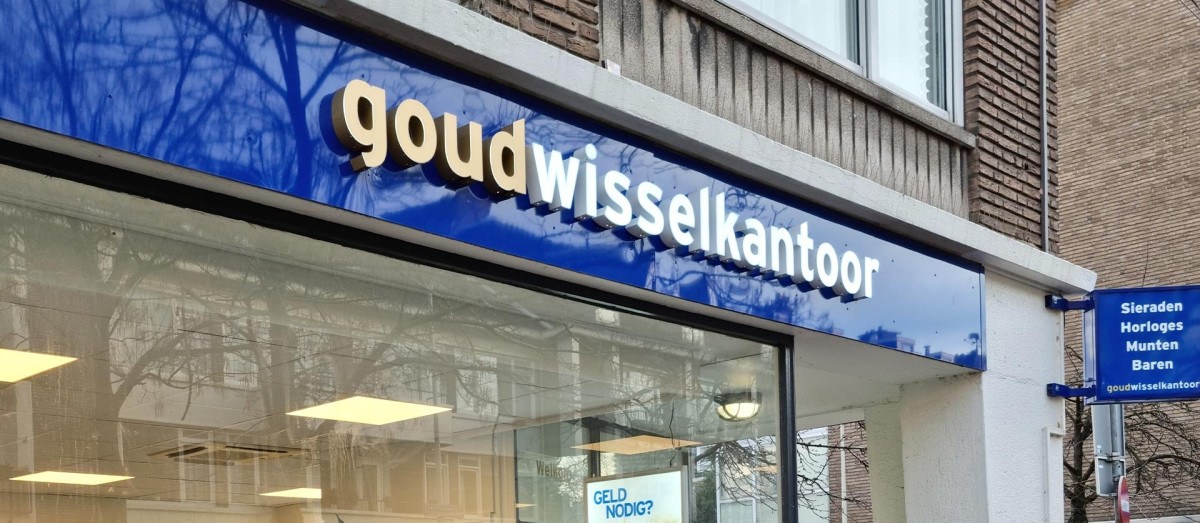 goudwisselkantoor
Sieraden
Horloges
Munten
Baren
goudwisselkantoor
GELD
NODIG?